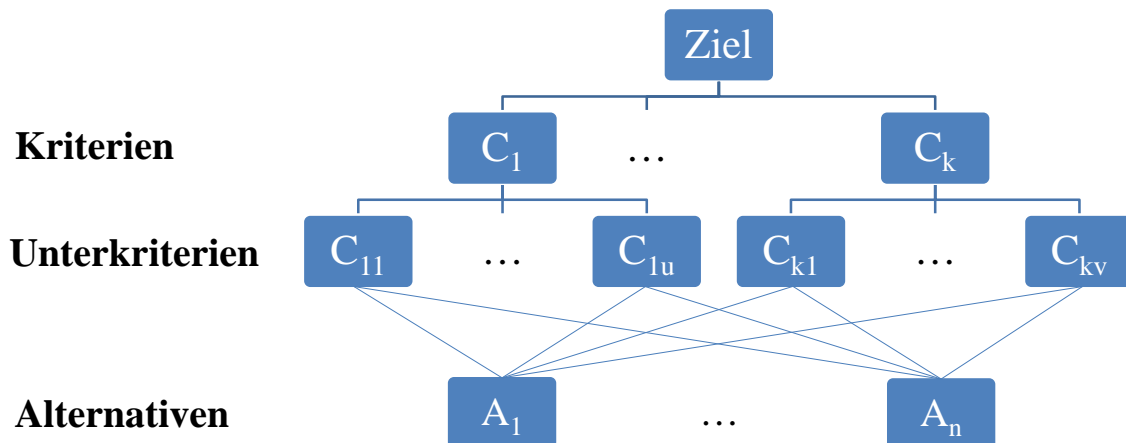 Ziel
Kriterien C₁ … Cₖ
Unterkriterien C₁₁ … C₁ᵤ Cₖ₁ … Cₖᵥ
Alternativen A₁ … Aₙ